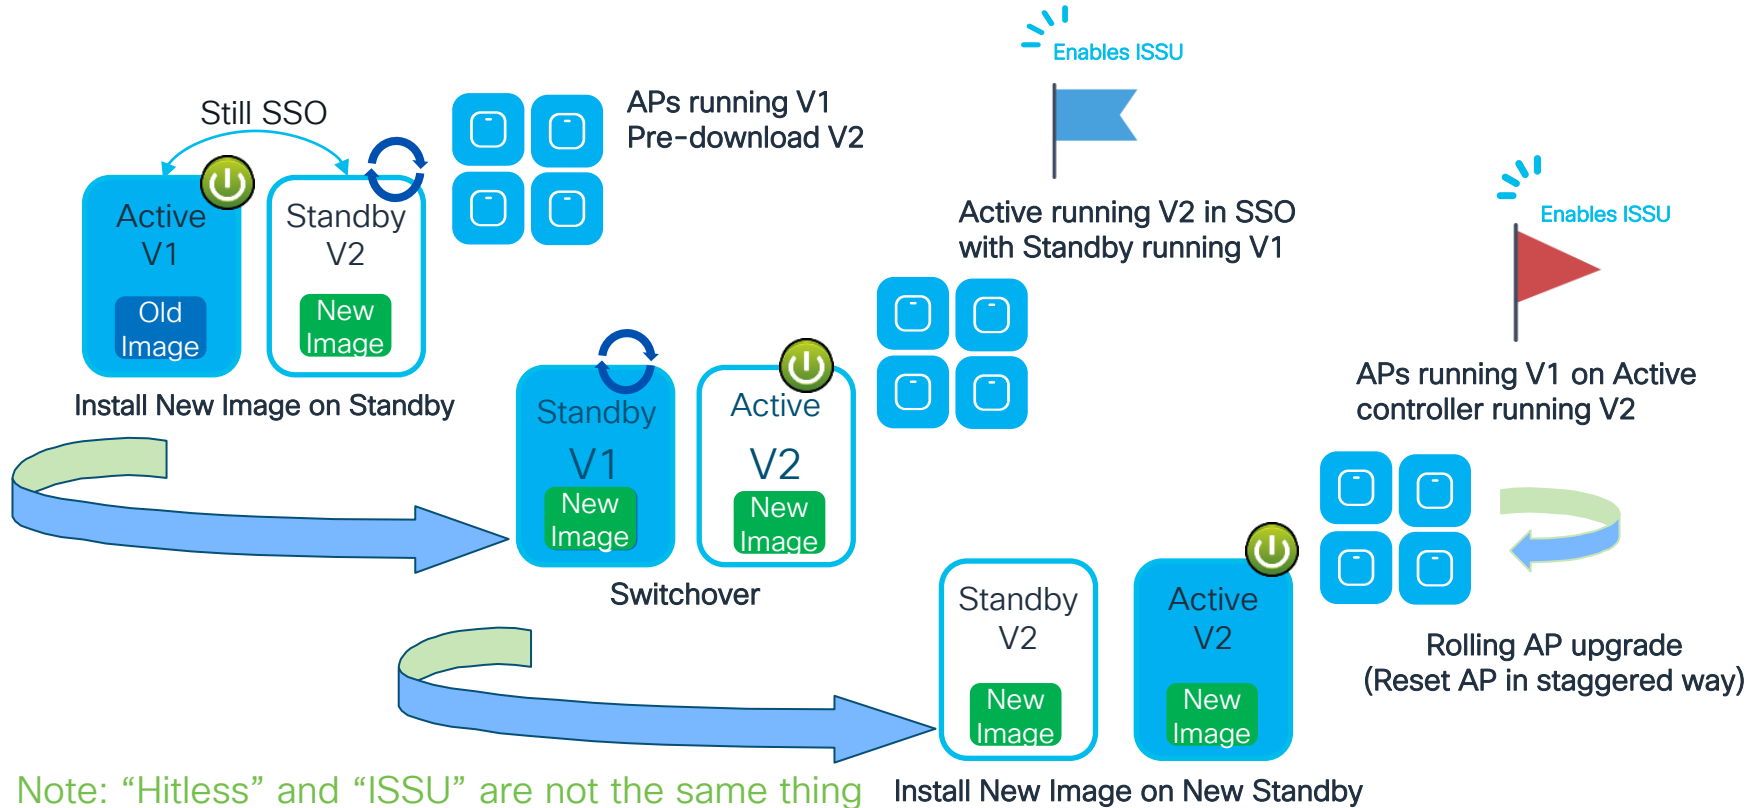 Still SSO
Active
V1
Old
Image
Standby
V2
New
Image
Install New Image on Standby
APs running V1
Pre-download V2
Enables ISSU
Active running V2 in SSO
with Standby running V1
Standby
V1
New
Image
Active
V2
New
Image
Switchover
Enables ISSU
APs running V1 on Active
controller running V2
Standby
V2
New
Image
Active
V2
New
Image
Rolling AP upgrade
(Reset AP in staggered way)
Install New Image on New Standby
Note: “Hitless” and “ISSU” are not the same thing